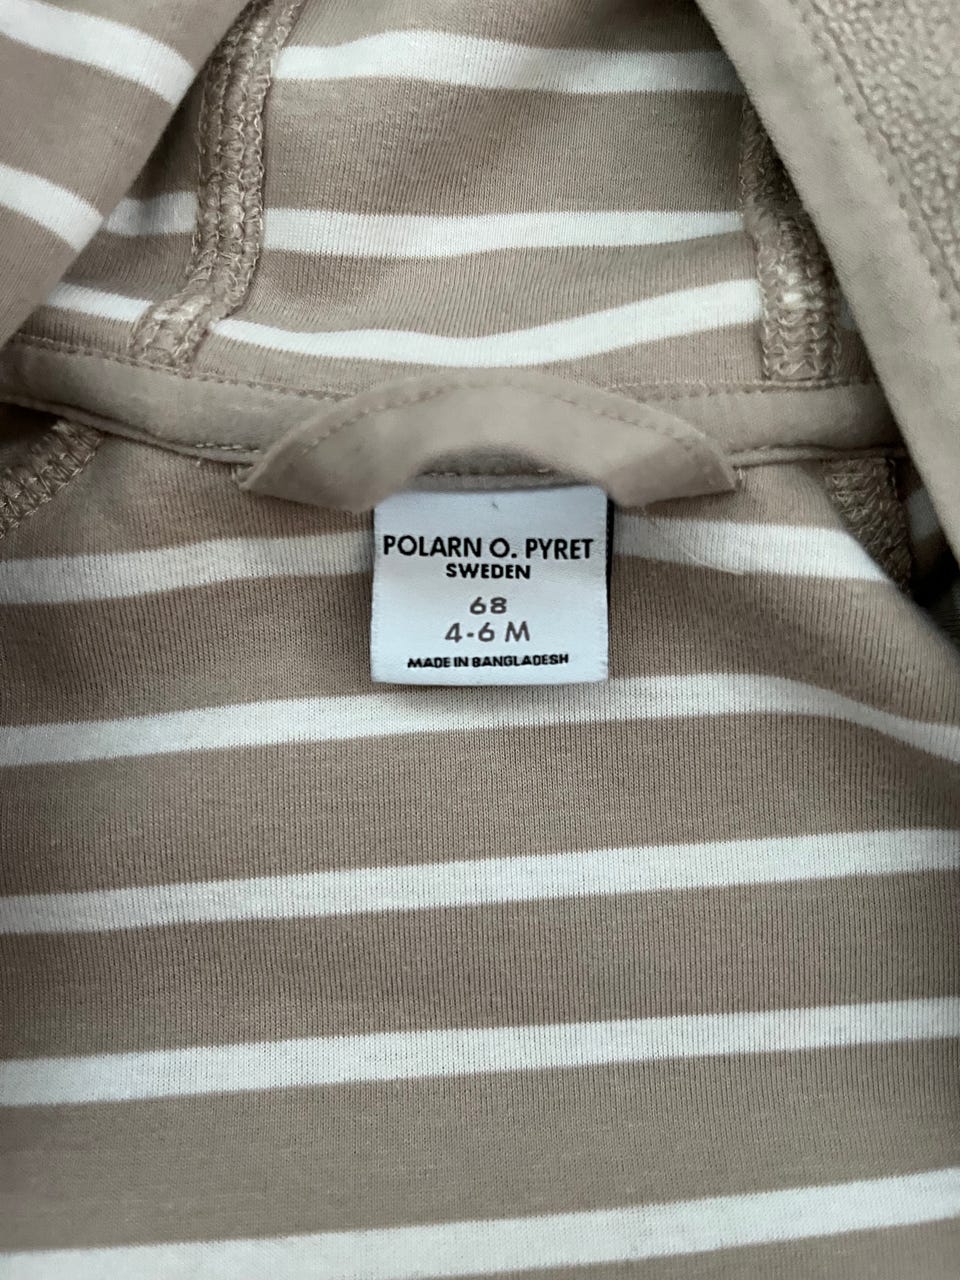 POLARN O. PYRET
SWEDEN
68
4-6 M
MADE IN BANGLADESH